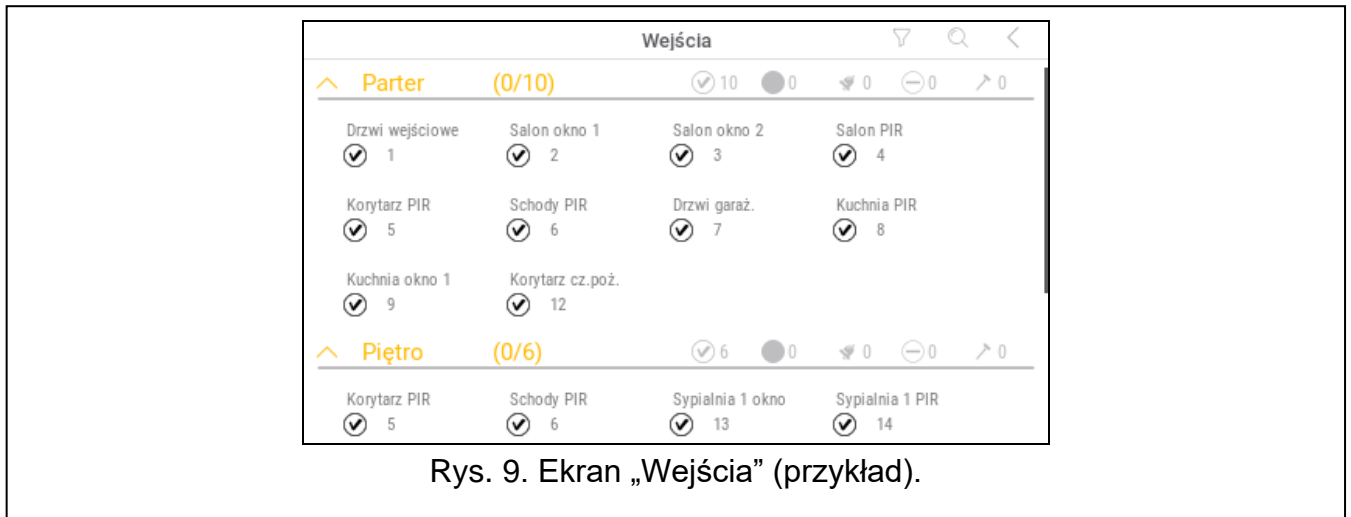 Wejścia
Parter (0/10) 10 0 0 0 0
Drzwi wejściowe Salon okno 1 Salon okno 2 Salon PIR
1 2 3 4
Korytarz PIR Schody PIR Drzwi garaż. Kuchnia PIR
5 6 7 8
Kuchnia okno 1 Korytarz cz.poż.
9 12
Piętro (0/6) 6 0 0 0 0
Korytarz PIR Schody PIR Sypialnia 1 okno Sypialnia 1 PIR
5 6 13 14
Rys. 9. Ekran „Wejścia” (przykład).